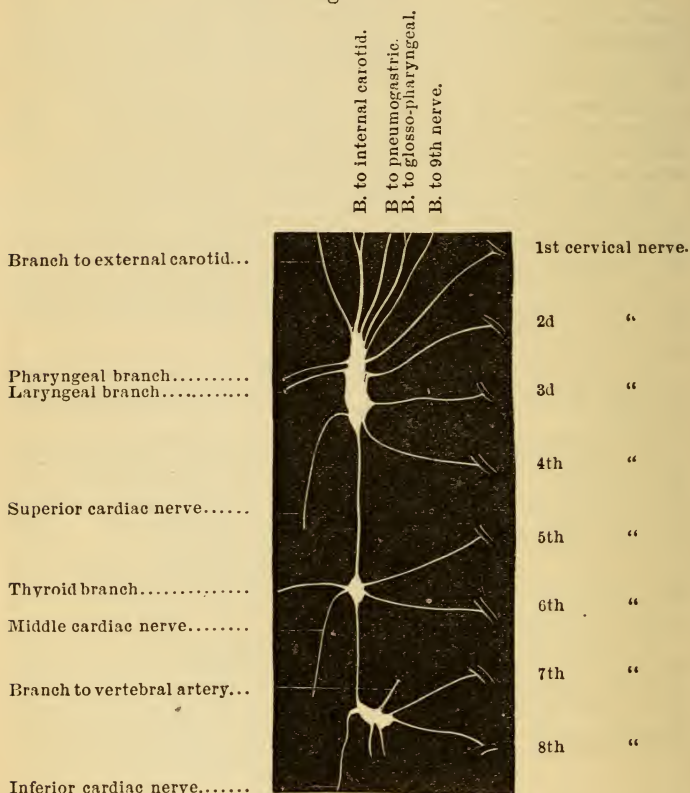 B. to internal carotid.
B to pneumogastric.
B. to glosso-pharyngeal.
B. to 9th nerve.
Branch to external carotid...
1st cervical nerve.
2d “
Pharyngeal branch..........
Laryngeal branch.............
3d “
4th “
Superior cardiac nerve......
5th “
Thyroid branch..............
6th “
Middle cardiac nerve........
7th “
Branch to vertebral artery...
8th “
Inferior cardiac nerve.......